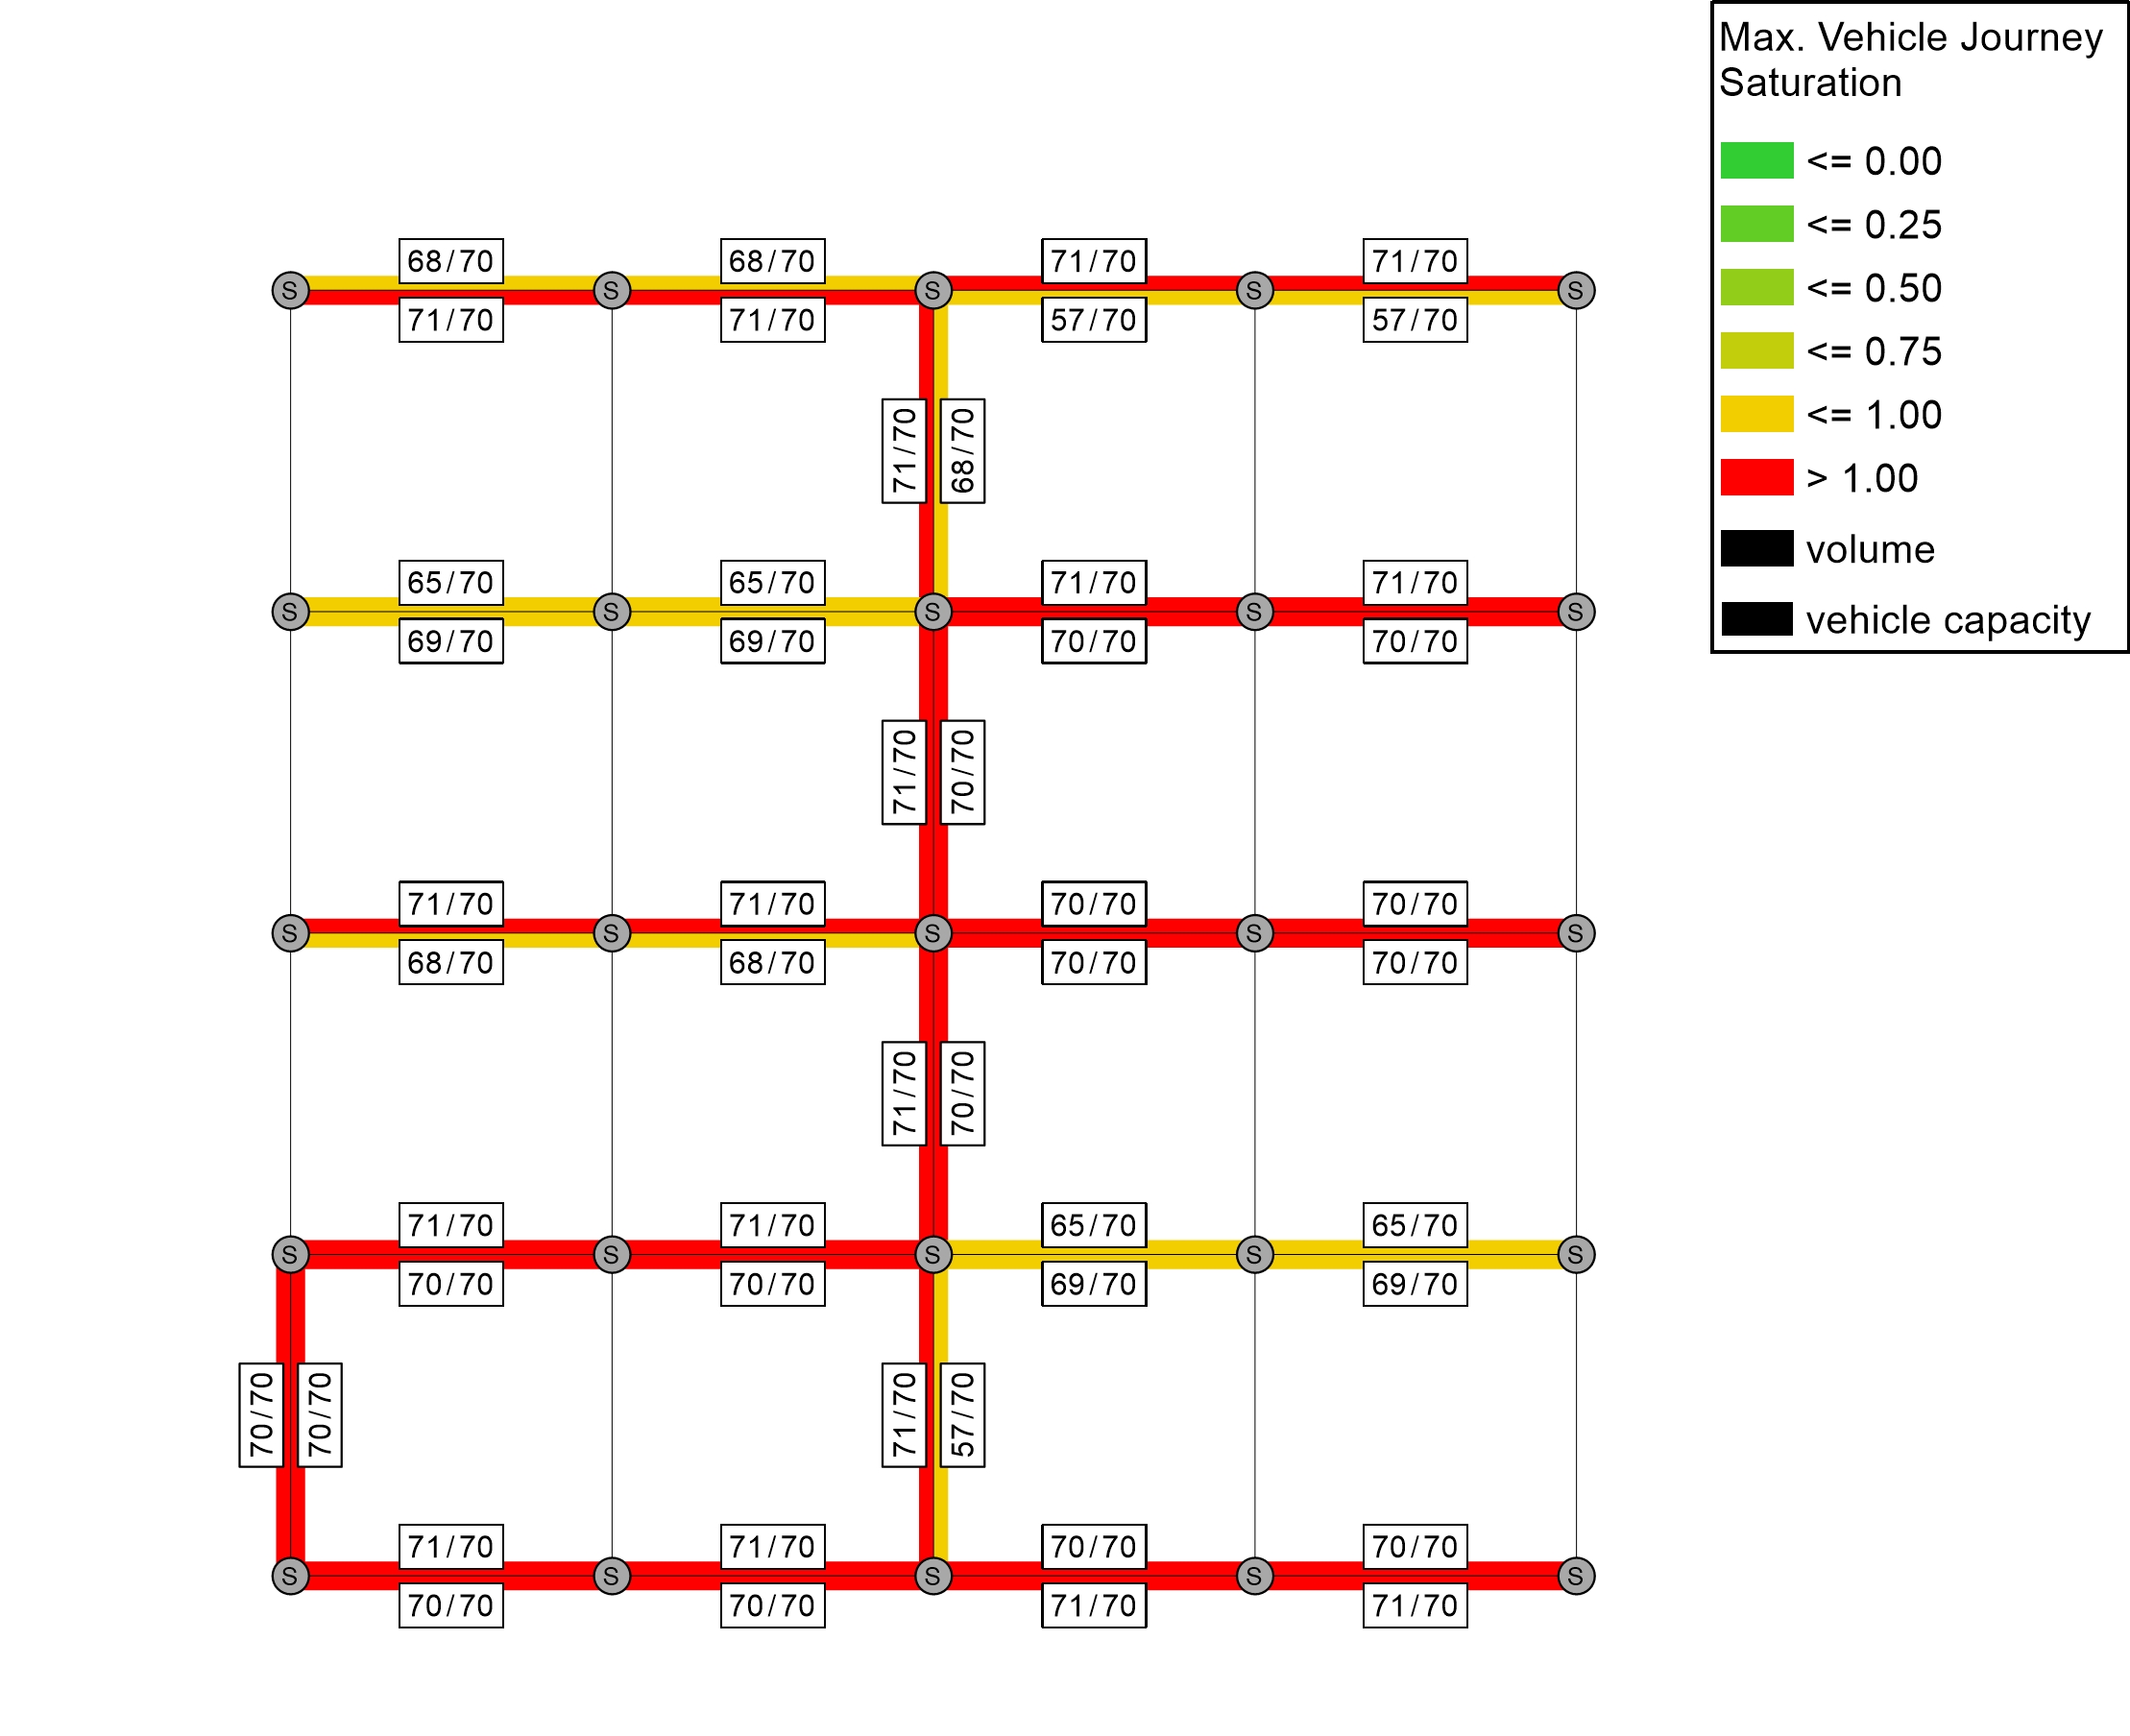 Max. Vehicle Journey
Saturation
<= 0.00
<= 0.25
<= 0.50
<= 0.75
<= 1.00
> 1.00
volume
vehicle capacity
68/70 68/70 71/70 71/70
S S S S S
71/70 71/70 57/70 57/70
71/70 68/70
65/70 65/70 71/70 71/70
S S S S S
69/70 69/70 70/70 70/70
71/70 70/70
71/70 71/70 70/70 70/70
S S S S S
68/70 68/70 70/70 70/70
71/70 70/70
71/70 71/70 65/70 65/70
S S S S S
70/70 70/70 69/70 69/70
70/70 70/70 71/70 57/70
71/70 71/70 70/70 70/70
S S S S S
70/70 70/70 71/70 71/70